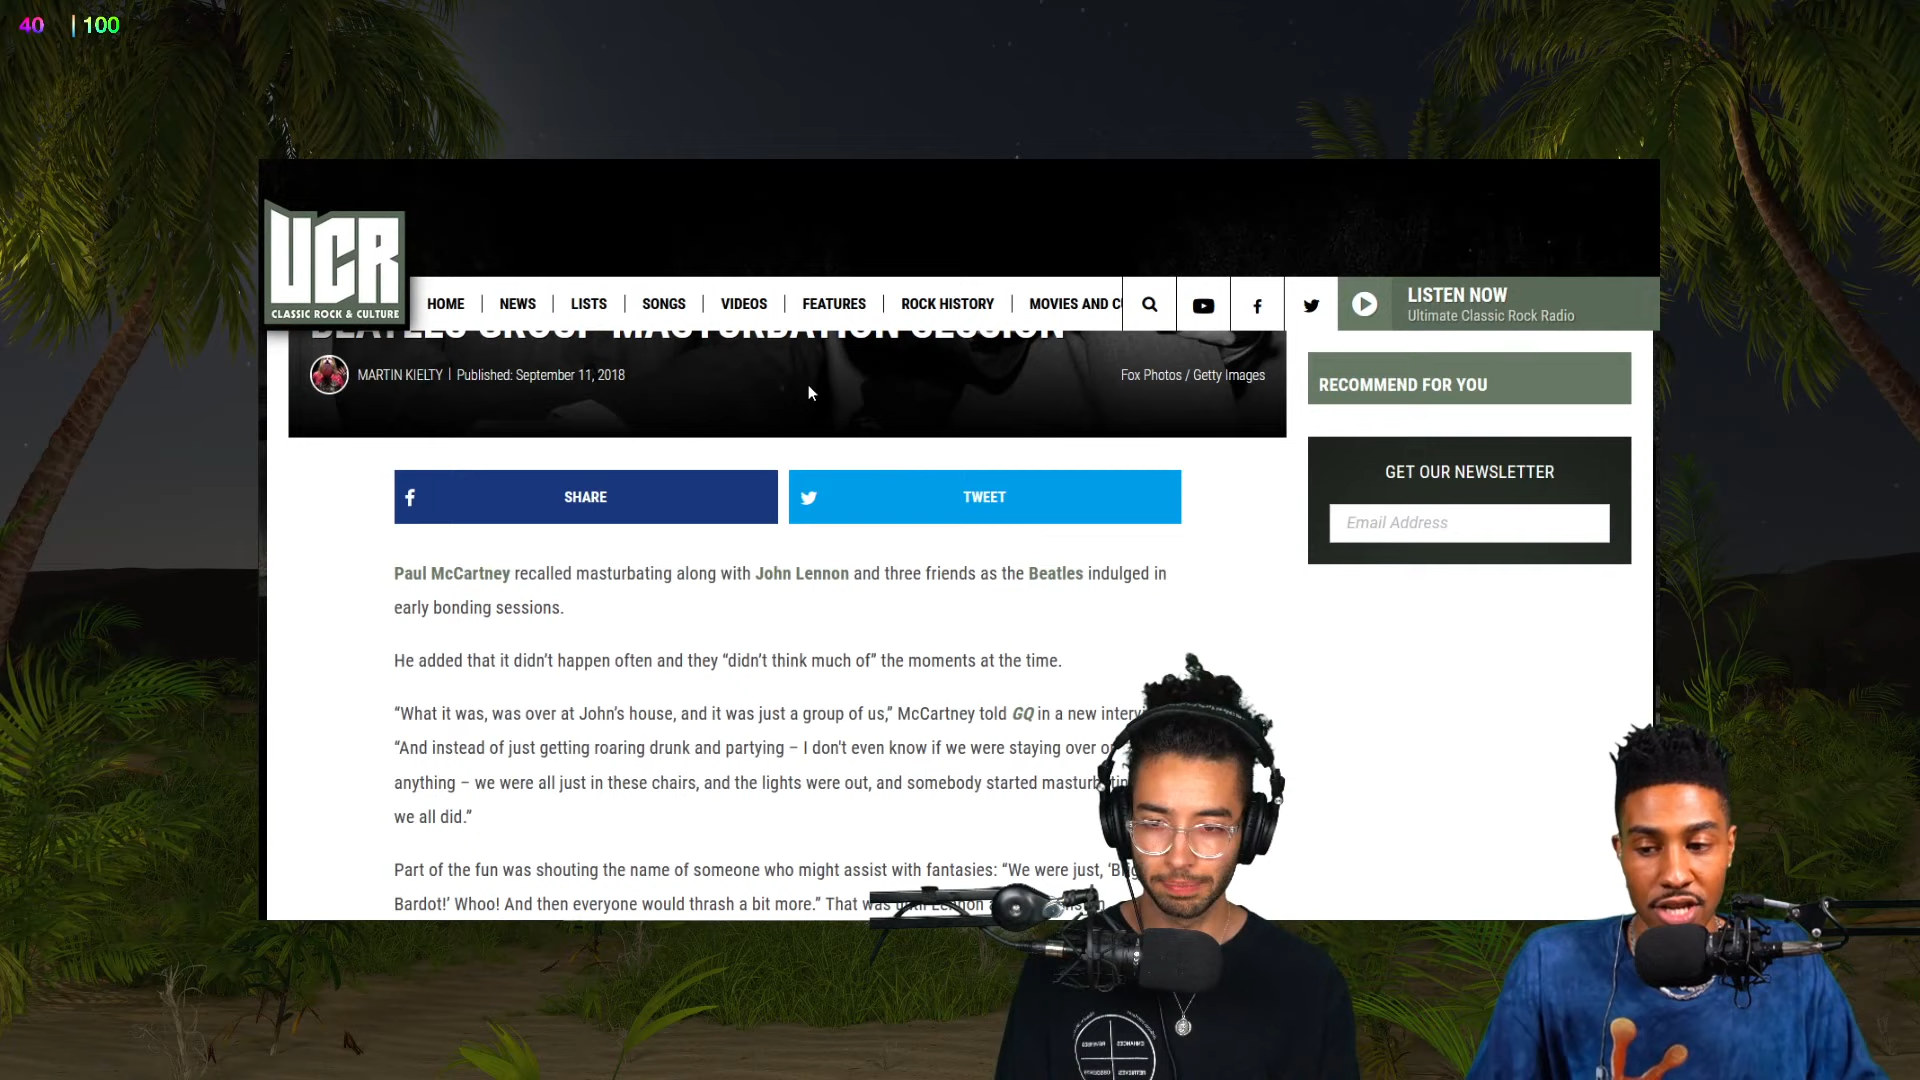 40 | 100
UCR
CLASSIC ROCK & CULTURE
HOME
NEWS
LISTS
SONGS
VIDEOS
FEATURES
ROCK HISTORY
MOVIES AND
LISTEN NOW
Ultimate Classic Rock Radio
BEATLES GROUP MASTURBATION SESSION
MARTIN KIELTY | Published: September 11, 2018
Fox Photos / Getty Images
RECOMMEND FOR YOU
GET OUR NEWSLETTER
Email Address
SHARE
TWEET
Paul McCartney recalled masturbating along with John Lennon and three friends as the Beatles indulged in
early bonding sessions.
He added that it didn’t happen often and they “didn’t think much of” the moments at the time.
“What it was, was over at John’s house, and it was just a group of us,” McCartney told GQ in a new
“And instead of just getting roaring drunk and partying – I don't even know if we were staying over or
anything – we were all just in these chairs, and the lights were out, and somebody started
we all did.”
Part of the fun was shouting the name of someone who might assist with fantasies: “We were just,
Bardot!’ Whoo! And then everyone would thrash a bit more.” That was